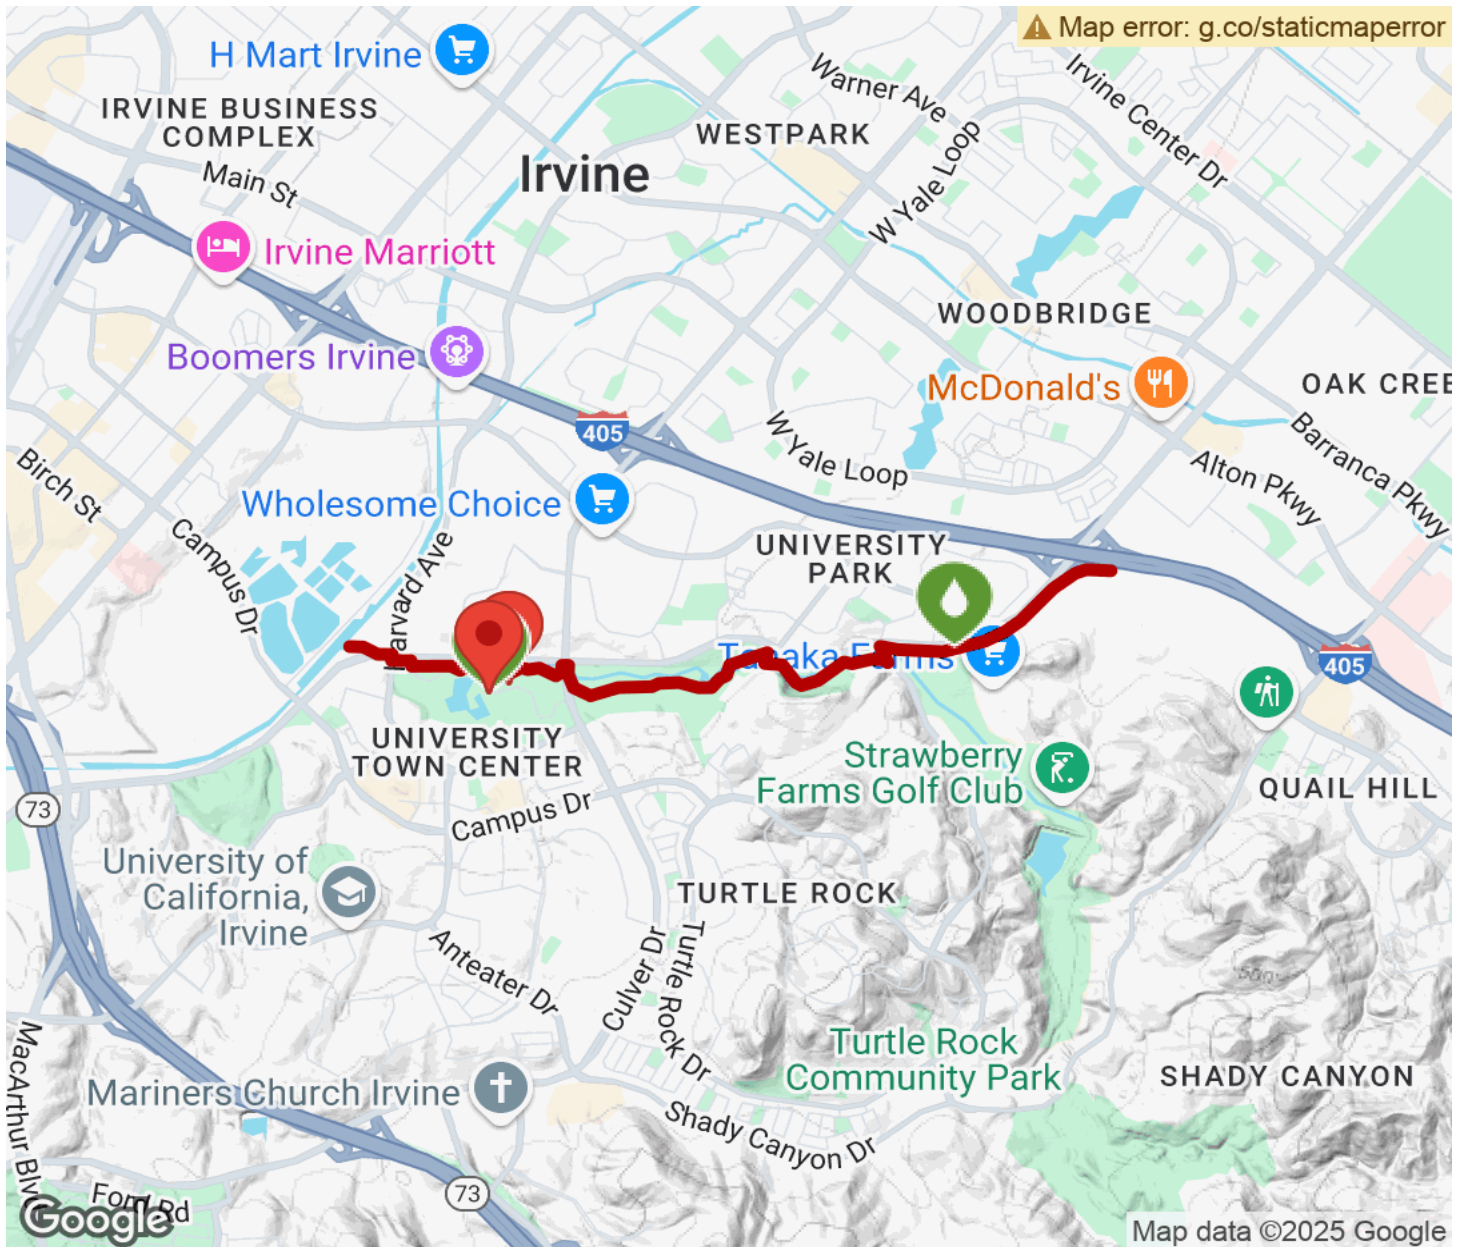 Map error: g.co/staticmaperror
H Mart Irvine
IRVINE BUSINESS
COMPLEX
Main St
Warner Ave
Irvine Center Dr
WESTPARK
Irvine
W Yale Loop
Irvine Marriott
WOODBRIDGE
Boomers Irvine
McDonald's
OAK CREE
405
W Yale Loop
Barranca Pkwy
Alton Pkwy
Birch St
Wholesome Choice
Campus Dr
Harvard Ave
UNIVERSITY
PARK
Tanaka Farms
405
UNIVERSITY
TOWN CENTER
Strawberry
Farms Golf Club
QUAIL HILL
73
Campus Dr
University of
California,
Irvine
TURTLE ROCK
Anteater Dr
Culver Dr
Turtle Rock Dr
Turtle Rock
Community Park
MacArthur Blvd
Mariners Church Irvine
SHADY CANYON
Shady Canyon Dr
73
Ford Rd
Google
Map data ©2025 Google